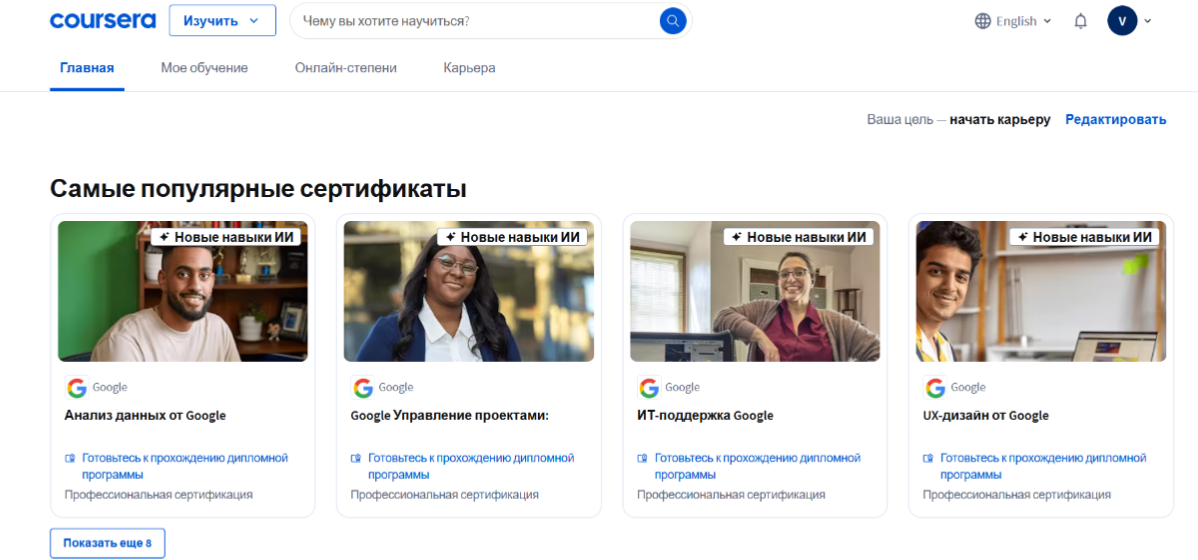 coursera
Изучить
Чему вы хотите научиться?
English
V
Главная
Мое обучение
Онлайн-степени
Карьера
Ваша цель — начать карьеру Редактировать
Самые популярные сертификаты
Новые навыки ИИ
Новые навыки ИИ
Новые навыки ИИ
Новые навыки ИИ
Google
Анализ данных от Google
Готовьтесь к прохождению дипломной
программы
Профессиональная сертификация
Google
Google Управление проектами:
Готовьтесь к прохождению дипломной
программы
Профессиональная сертификация
Google
ИТ-поддержка Google
Готовьтесь к прохождению дипломной
программы
Профессиональная сертификация
Google
UX-дизайн от Google
Готовьтесь к прохождению дипломной
программы
Профессиональная сертификация
Показать еще 8